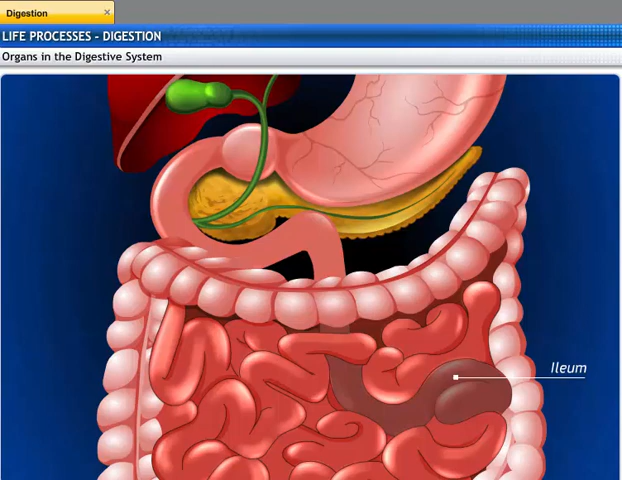 Digestion
LIFE PROCESSES - DIGESTION
Organs in the Digestive System
Ileum